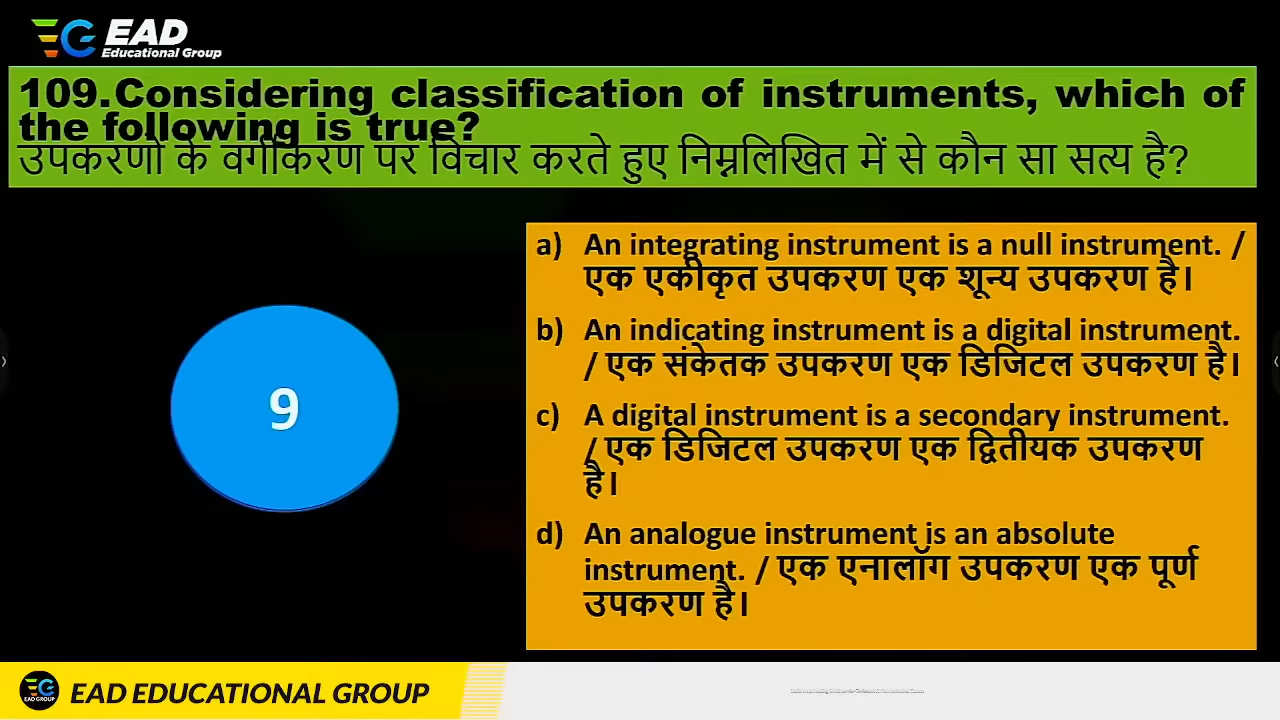 EAD
Educational Group
109.Considering classification of instruments, which of
the following is true?
उपकरणों के वर्गीकरण पर विचार करते हुए निम्नलिखित में से कौन सा सत्य है?
a) An integrating instrument is a null instrument. /
एक एकीकृत उपकरण एक शून्य उपकरण है।
b) An indicating instrument is a digital instrument.
/ एक संकेतक उपकरण एक डिजिटल उपकरण है।
9
c) A digital instrument is a secondary instrument.
/ एक डिजिटल उपकरण एक द्वितीयक उपकरण
है।
d) An analogue instrument is an absolute
instrument. / एक एनालॉग उपकरण एक पूर्ण
उपकरण है।
EAD GROUP
EAD EDUCATIONAL GROUP